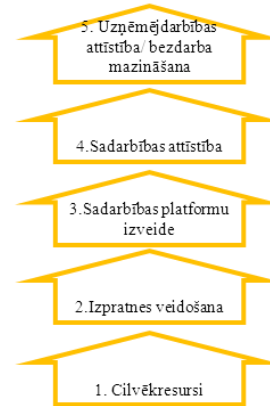 5. Uzņēmējdarbības
attīstība/ bezdarba
mazināšana
4.Sadarbības attīstība
3.Sadarbības platformu
izveide
2.Izpratnes veidošana
1. Cilvēkresursi